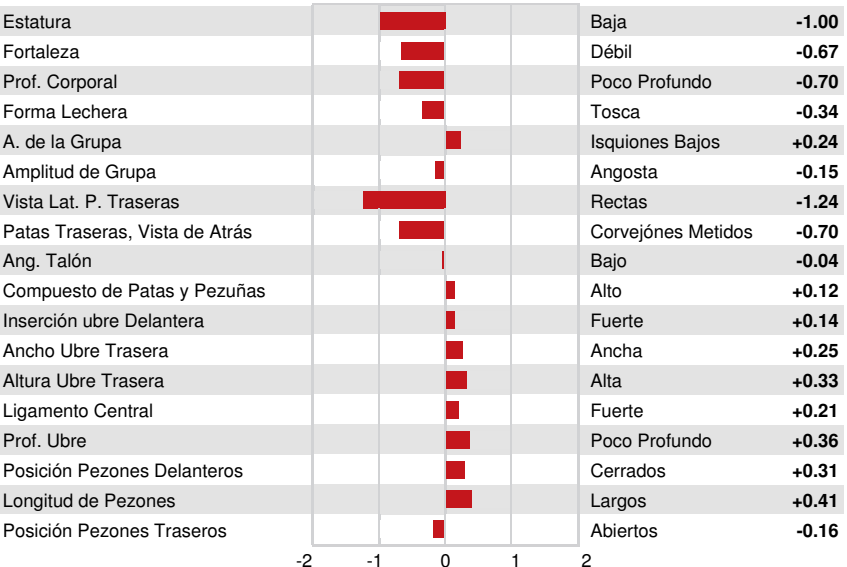 Estatura Baja -1.00
Fortaleza Débil -0.67
Prof. Corporal Poco Profundo -0.70
Forma Lechera Tosca -0.34
A. de la Grupa Isquiones Bajos +0.24
Amplitud de Grupa Angosta -0.15
Vista Lat. P. Traseras Rectas -1.24
Patas Traseras, Vista de Atrás Corvejónes Metidos -0.70
Ang. Talón Bajo -0.04
Compuesto de Patas y Pezuñas Alto +0.12
Inserción ubre Delantera Fuerte +0.14
Ancho Ubre Trasera Ancha +0.25
Altura Ubre Trasera Alta +0.33
Ligamento Central Fuerte +0.21
Prof. Ubre Poco Profundo +0.36
Posición Pezones Delanteros Cerrados +0.31
Longitud de Pezones Largos +0.41
Posición Pezones Traseros Abiertos -0.16
-2 -1 0 1 2